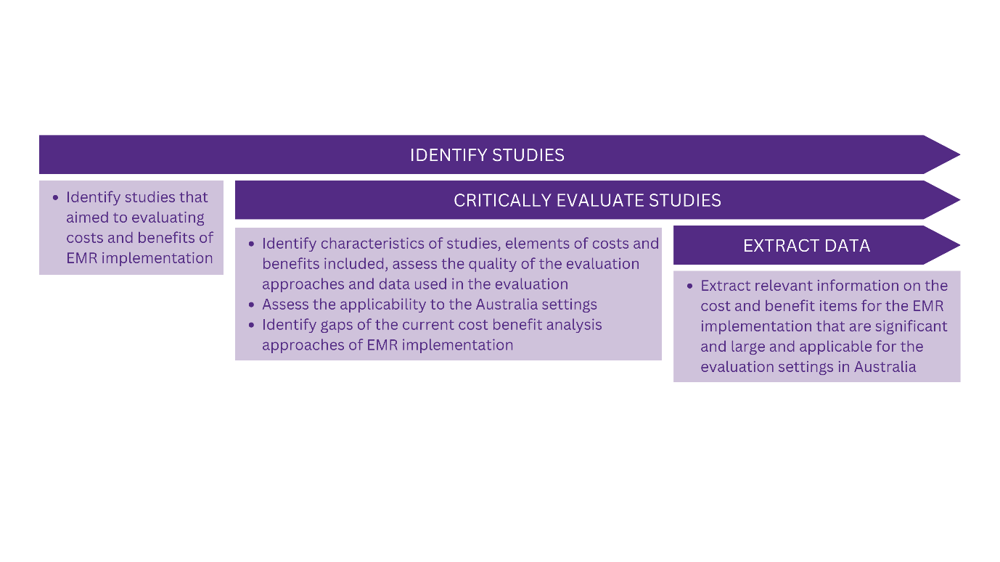 IDENTIFY STUDIES
• Identify studies that
aimed to evaluating
costs and benefits of
EMR implementation
CRITICALLY EVALUATE STUDIES
• Identify characteristics of studies, elements of costs and
benefits included, assess the quality of the evaluation
approaches and data used in the evaluation
• Assess the applicability to the Australia settings
• Identify gaps of the current cost benefit analysis
approaches of EMR implementation
EXTRACT DATA
• Extract relevant information on the
cost and benefit items for the EMR
implementation that are significant
and large and applicable for the
evaluation settings in Australia